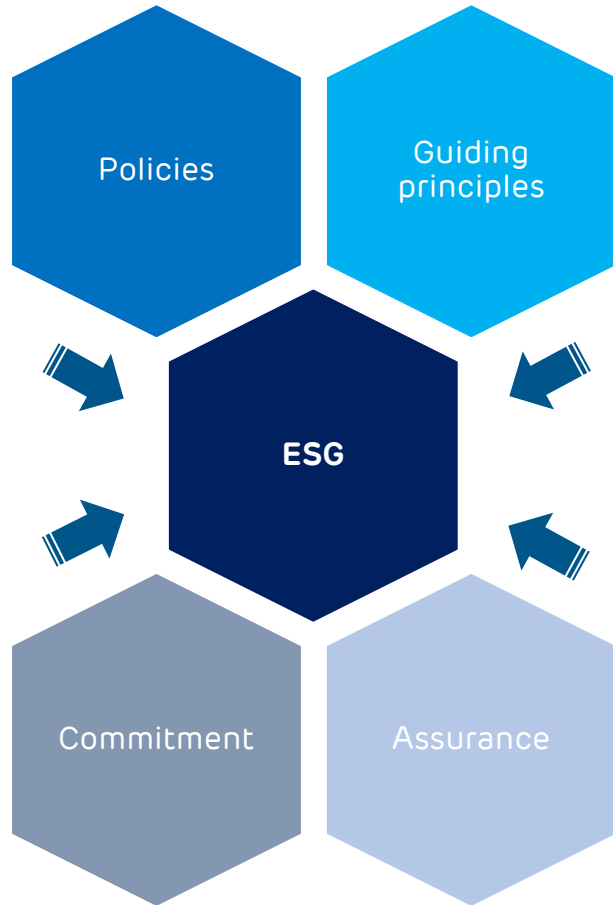 Policies
Guiding
principles
ESG
Commitment
Assurance